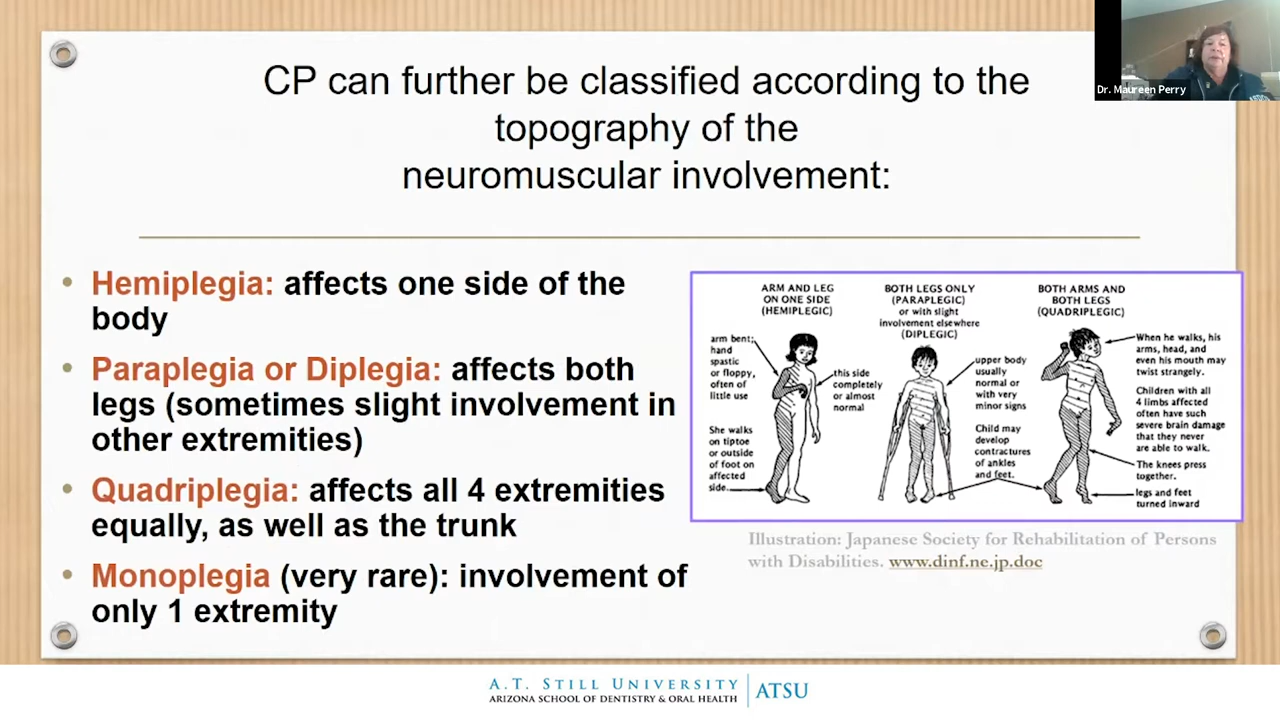 CP can further be classified according to the
topography of the
neuromuscular involvement:
Dr. Maureen Perry
• Hemiplegia: affects one side of the
body
• Paraplegia or Diplegia: affects both
legs (sometimes slight involvement in
other extremities)
• Quadriplegia: affects all 4 extremities
equally, as well as the trunk
• Monoplegia (very rare): involvement of
only 1 extremity
ARM AND LEG
ON ONE SIDE
(HEMIPLEGIC)
arm bent;
hand
spastic
or floppy,
often of
little use
this side
completely
or almost
normal
She walks
on tiptoe
or outside
of foot on
affected
side.
BOTH LEGS ONLY
(PARAPLEGIC)
or with slight
involvement elsewhere
(DIPLEGIC)
upper body
usually
normal or
with very
minor signs
Child may
develop
contractures
of ankles
and feet.
BOTH ARMS AND
BOTH LEGS
(QUADRIPLEGIC)
When he walks, his
arms, head, and
even his mouth may
twist strangely.
Children with all
4 limbs affected
often have such
severe brain damage
that they never
are able to walk.
The knees press
together.
legs and feet
turned inward
Illustration: Japanese Society for Rehabilitation of Persons
with Disabilities. www.dinf.ne.jp.doc
A.T. STILL UNIVERSITY
ARIZONA SCHOOL OF DENTISTRY & ORAL HEALTH
ATSU